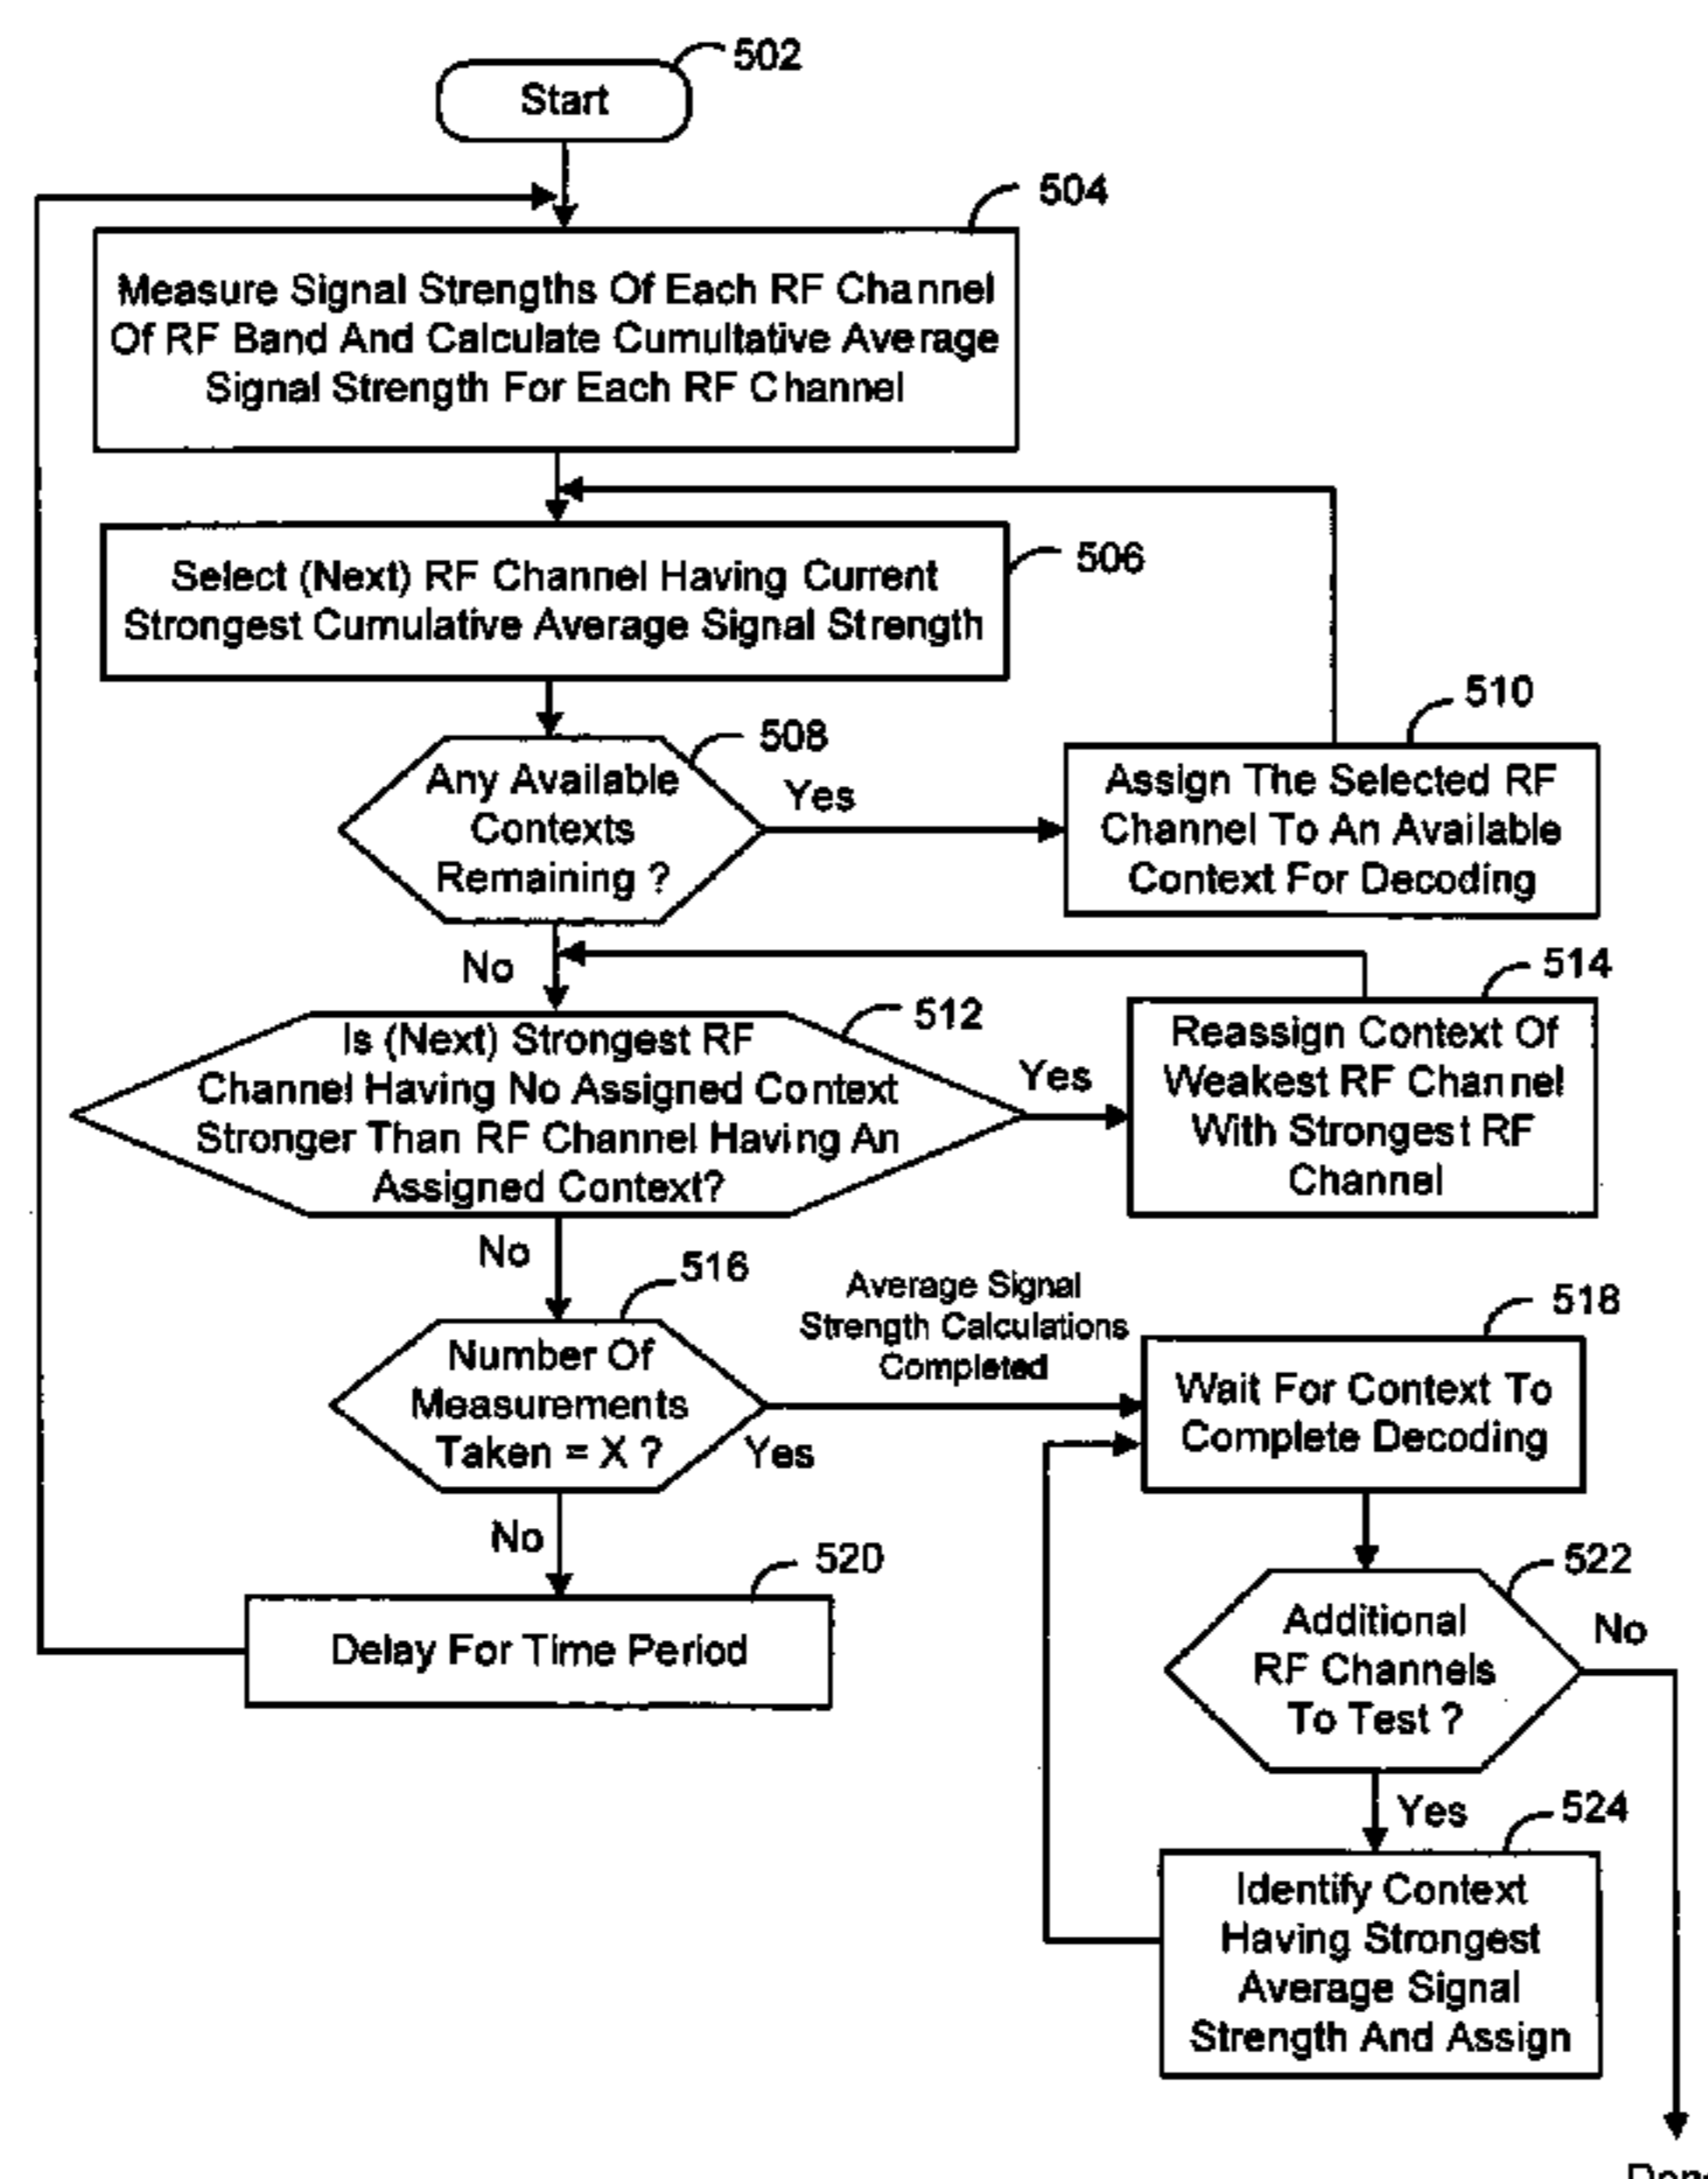 502
Start
504
Measure Signal Strengths Of Each RF Channel
Of RF Band And Calculate Cumultative Average
Signal Strength For Each RF Channel
Select (Next) RF Channel Having Current
Strongest Cumulative Average Signal Strength
506
508
Any Available
Contexts
Remaining ?
Yes
No
510
Assign The Selected RF
Channel To An Available
Context For Decoding
512
Is (Next) Strongest RF
Channel Having No Assigned Context
Stronger Than RF Channel Having An
Assigned Context?
Yes
No
514
Reassign Context Of
Weakest RF Channel
With Strongest RF
Channel
516
Number Of
Measurements
Taken = X ?
Yes
No
Average Signal
Strength Calculations
Completed
518
Wait For Context To
Complete Decoding
520
Delay For Time Period
522
Additional
RF Channels
To Test ?
No
Yes
524
Identify Context
Having Strongest
Average Signal
Strength And Assign